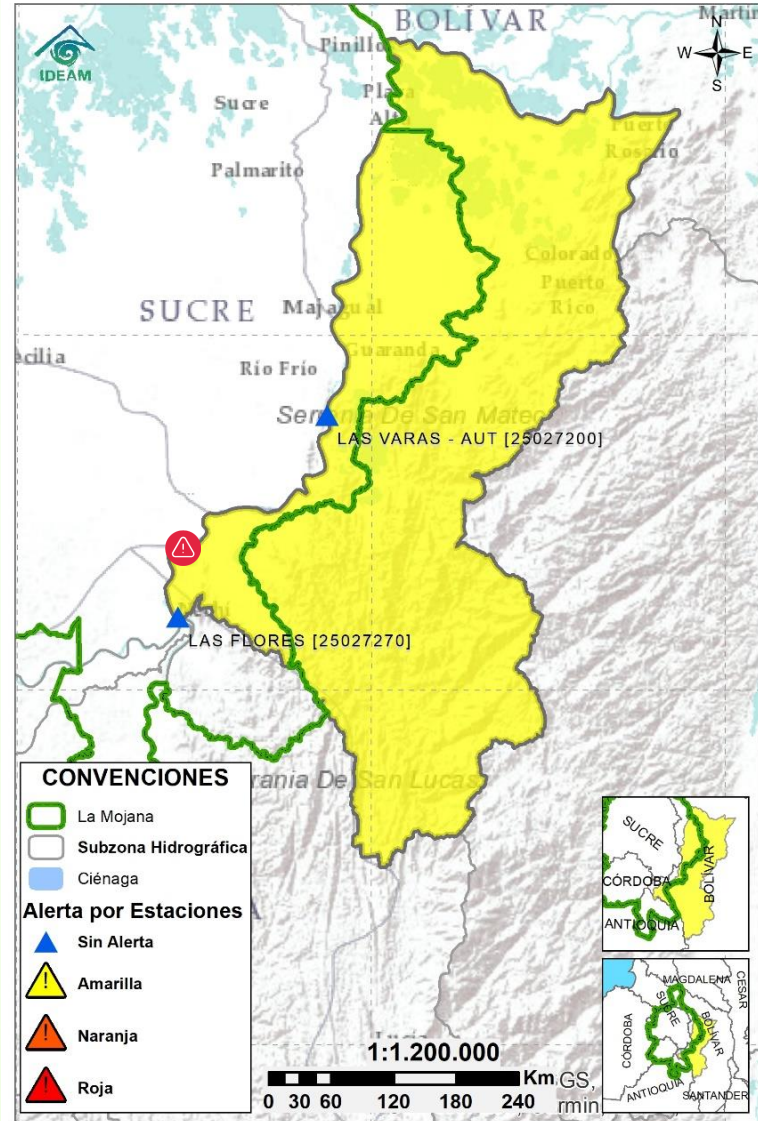 IDEAM
BOLÍVAR
N
W E
S
Pinillo
Sucre
Palmarito
SUCRE
Majagual
Guaranda
Río Frío
Colorado
Puerto
Rico
Puerto
Rosario
Serranía De San Mateo
LAS VARAS - AUT [25027200]
LAS FLORES [25027270]
ranía De San Lucas
CONVENCIONES
La Mojana
Subzona Hidrográfica
Ciénaga
Alerta por Estaciones
Sin Alerta
Amarilla
Naranja
Roja
1:1.200.000
Km
0 30 60 120 180 240
GS,
rmin
SUCRE
CÓRDOBA
BOLÍVAR
ANTIOQUIA
MAGDALENA
CESAR
SUCRE
CÓRDOBA
BOLÍVAR
ANTIOQUIA
SANTANDER